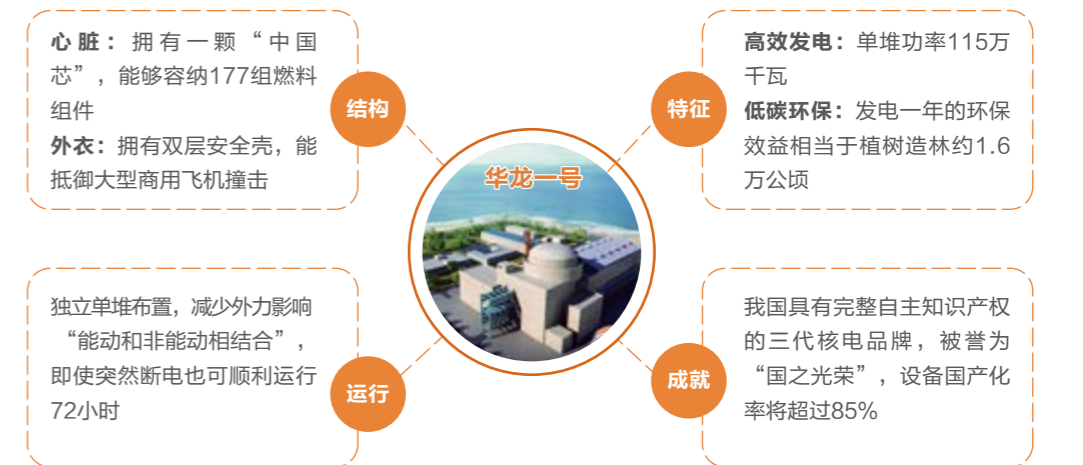 心脏：拥有一颗“中国
芯”，能够容纳177组燃料
组件
外衣：拥有双层安全壳，能
抵御大型商用飞机撞击
结构
高效发电：单堆功率115万
千瓦
低碳环保：发电一年的环保
效益相当于植树造林约1.6
万公顷
特征
华龙一号
独立单堆布置，减少外力影响
“能动和非能动相结合”，
即使突然断电也可顺利运行
72小时
运行
我国具有完整自主知识产权
的三代核电品牌，被誉为
“国之光荣”，设备国产化
率将超过85%
成就